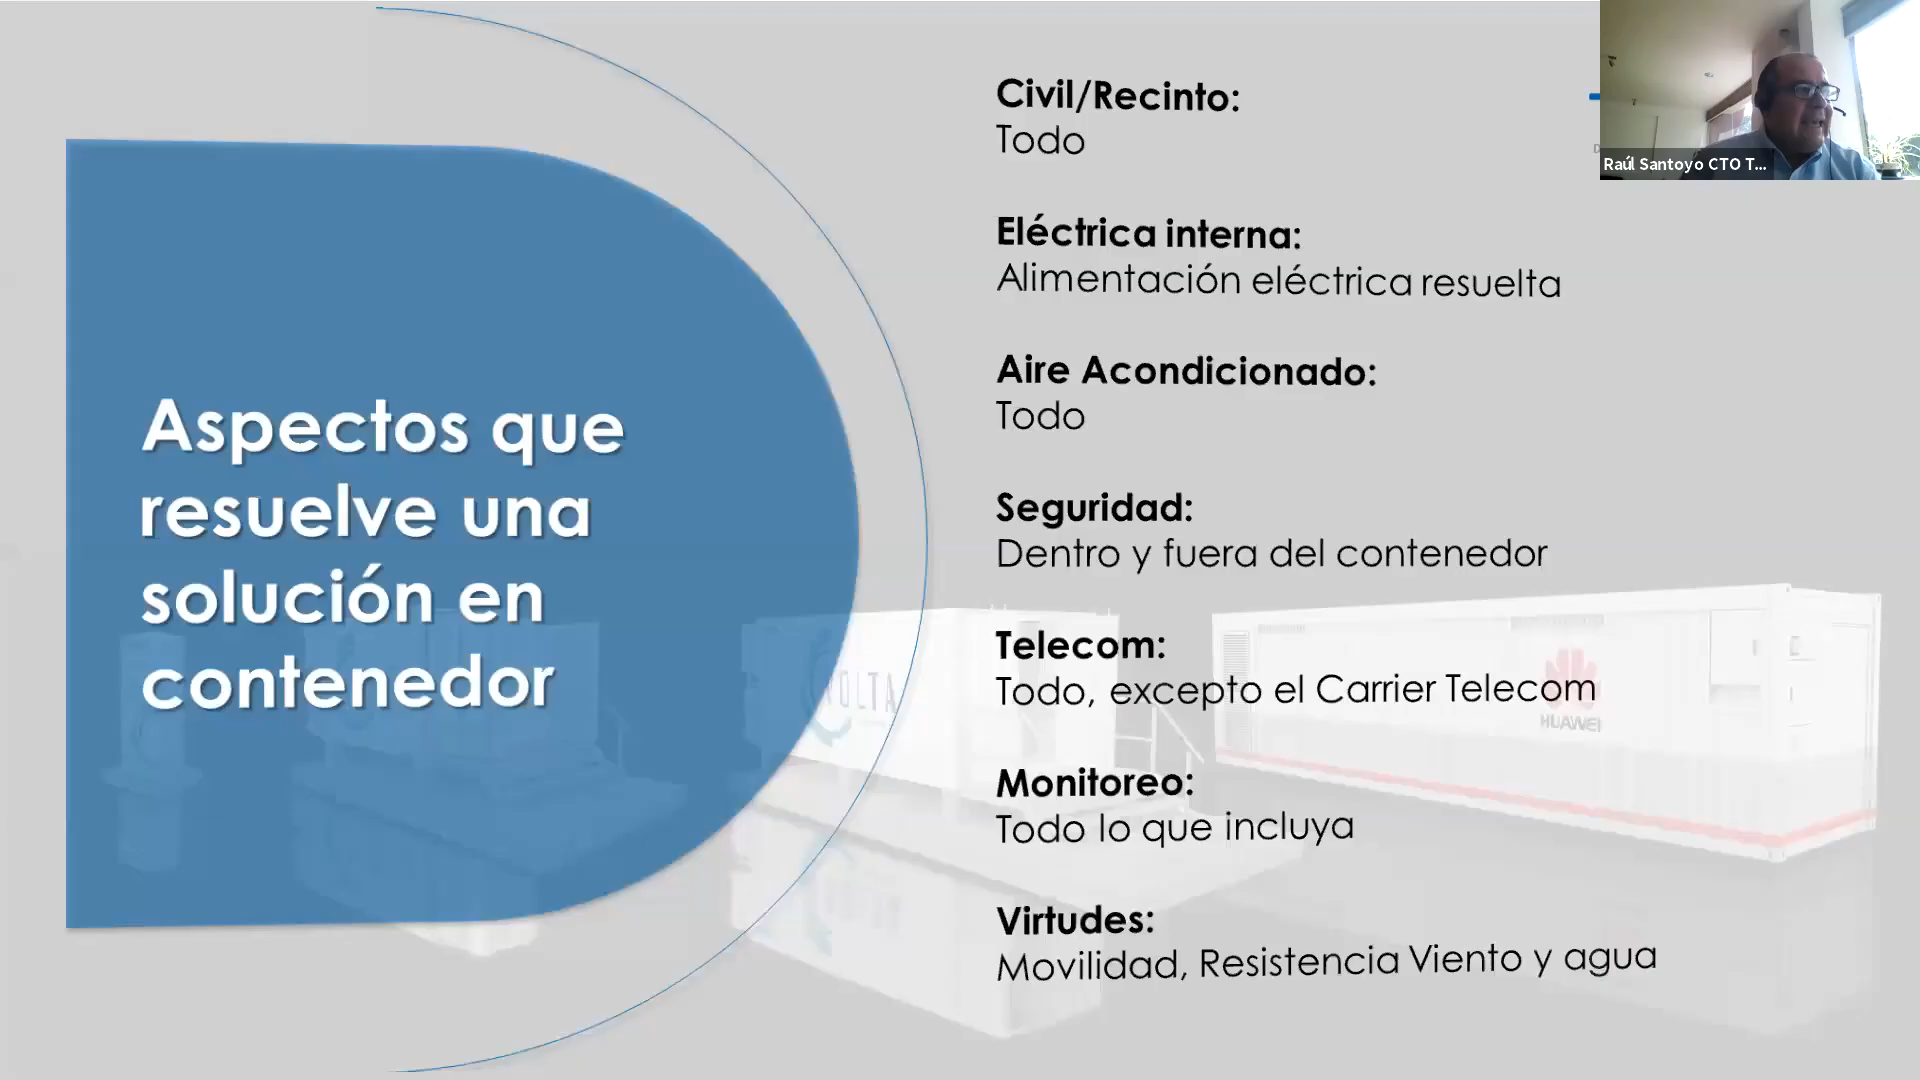 Aspectos que
resuelve una
solución en
contenedor
Civil/Recinto:
Todo
Eléctrica interna:
Alimentación eléctrica resuelta
Aire Acondicionado:
Todo
Seguridad:
Dentro y fuera del contenedor
Telecom:
Todo, excepto el Carrier Telecom
Monitoreo:
Todo lo que incluya
Virtudes:
Movilidad, Resistencia Viento y agua
Raúl Santoyo CTO T...
HUAWEI